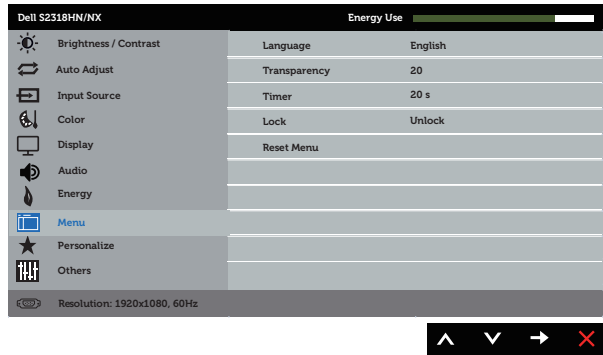 Dell S2318HN/NX Energy Use
Brightness / Contrast
Language English
Auto Adjust
Transparency 20
Input Source
Timer 20 s
Color
Lock Unlock
Display
Reset Menu
Audio
Energy
Menu
Personalize
Others
Resolution: 1920x1080, 60Hz